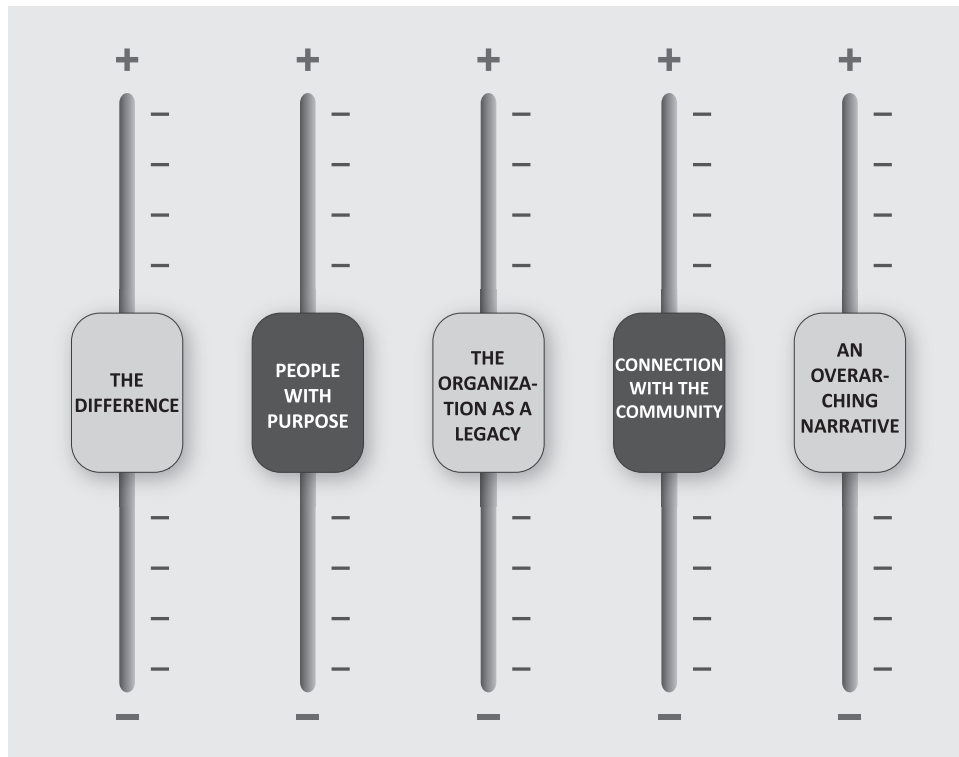 + + + + +
THE
DIFFERENCE
PEOPLE
WITH
PURPOSE
THE
ORGANIZA-
TION AS A
LEGACY
CONNECTION
WITH THE
COMMUNITY
AN
OVERAR-
CHING
NARRATIVE
– – – – –